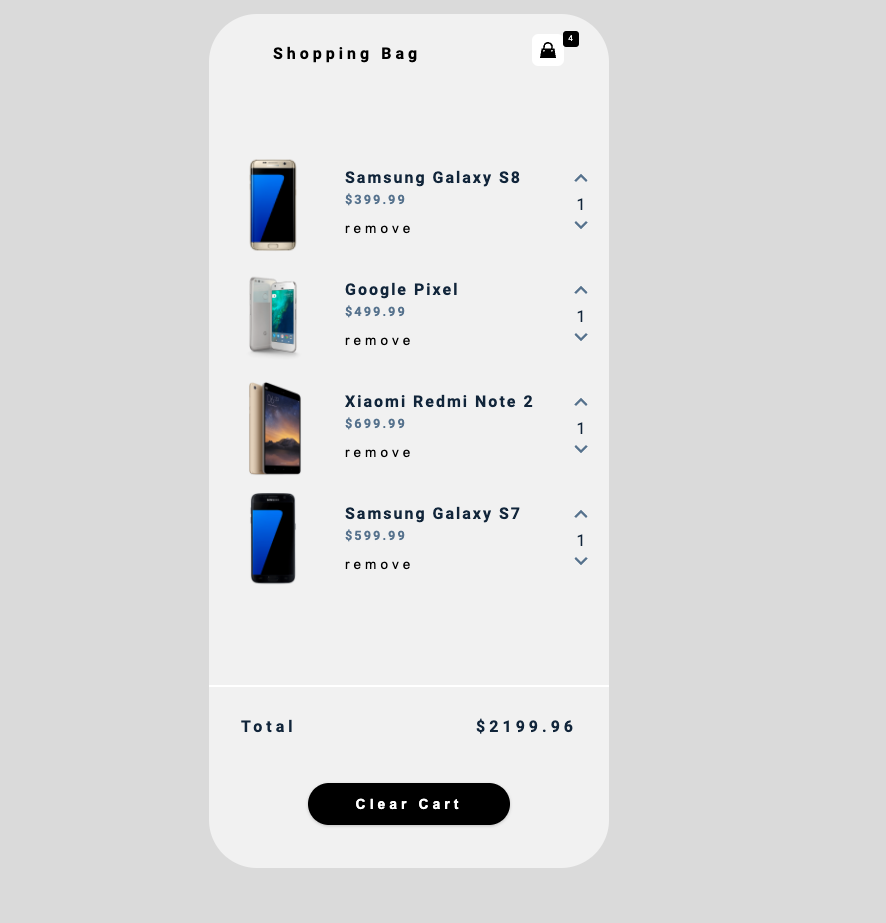 Shopping Bag
4
Samsung Galaxy S8
$399.99
1
remove
Google Pixel
$499.99
1
remove
Xiaomi Redmi Note 2
$699.99
1
remove
Samsung Galaxy S7
$599.99
1
remove
Total $2199.96
Clear Cart